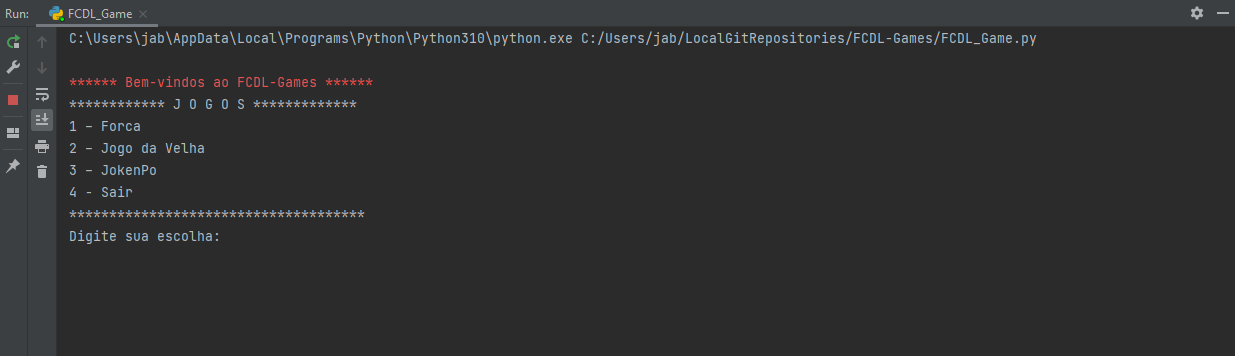 Run: FCDL_Game
C:\Users\jab\AppData\Local\Programs\Python\Python310\python.exe C:/Users/jab/LocalGitRepositories/FCDL-Games/FCDL_Game.py
****** Bem-vindos ao FCDL-Games ******
************ J O G O S *************
1 – Forca
2 – Jogo da Velha
3 – JokenPo
4 - Sair
*************************************
Digite sua escolha: